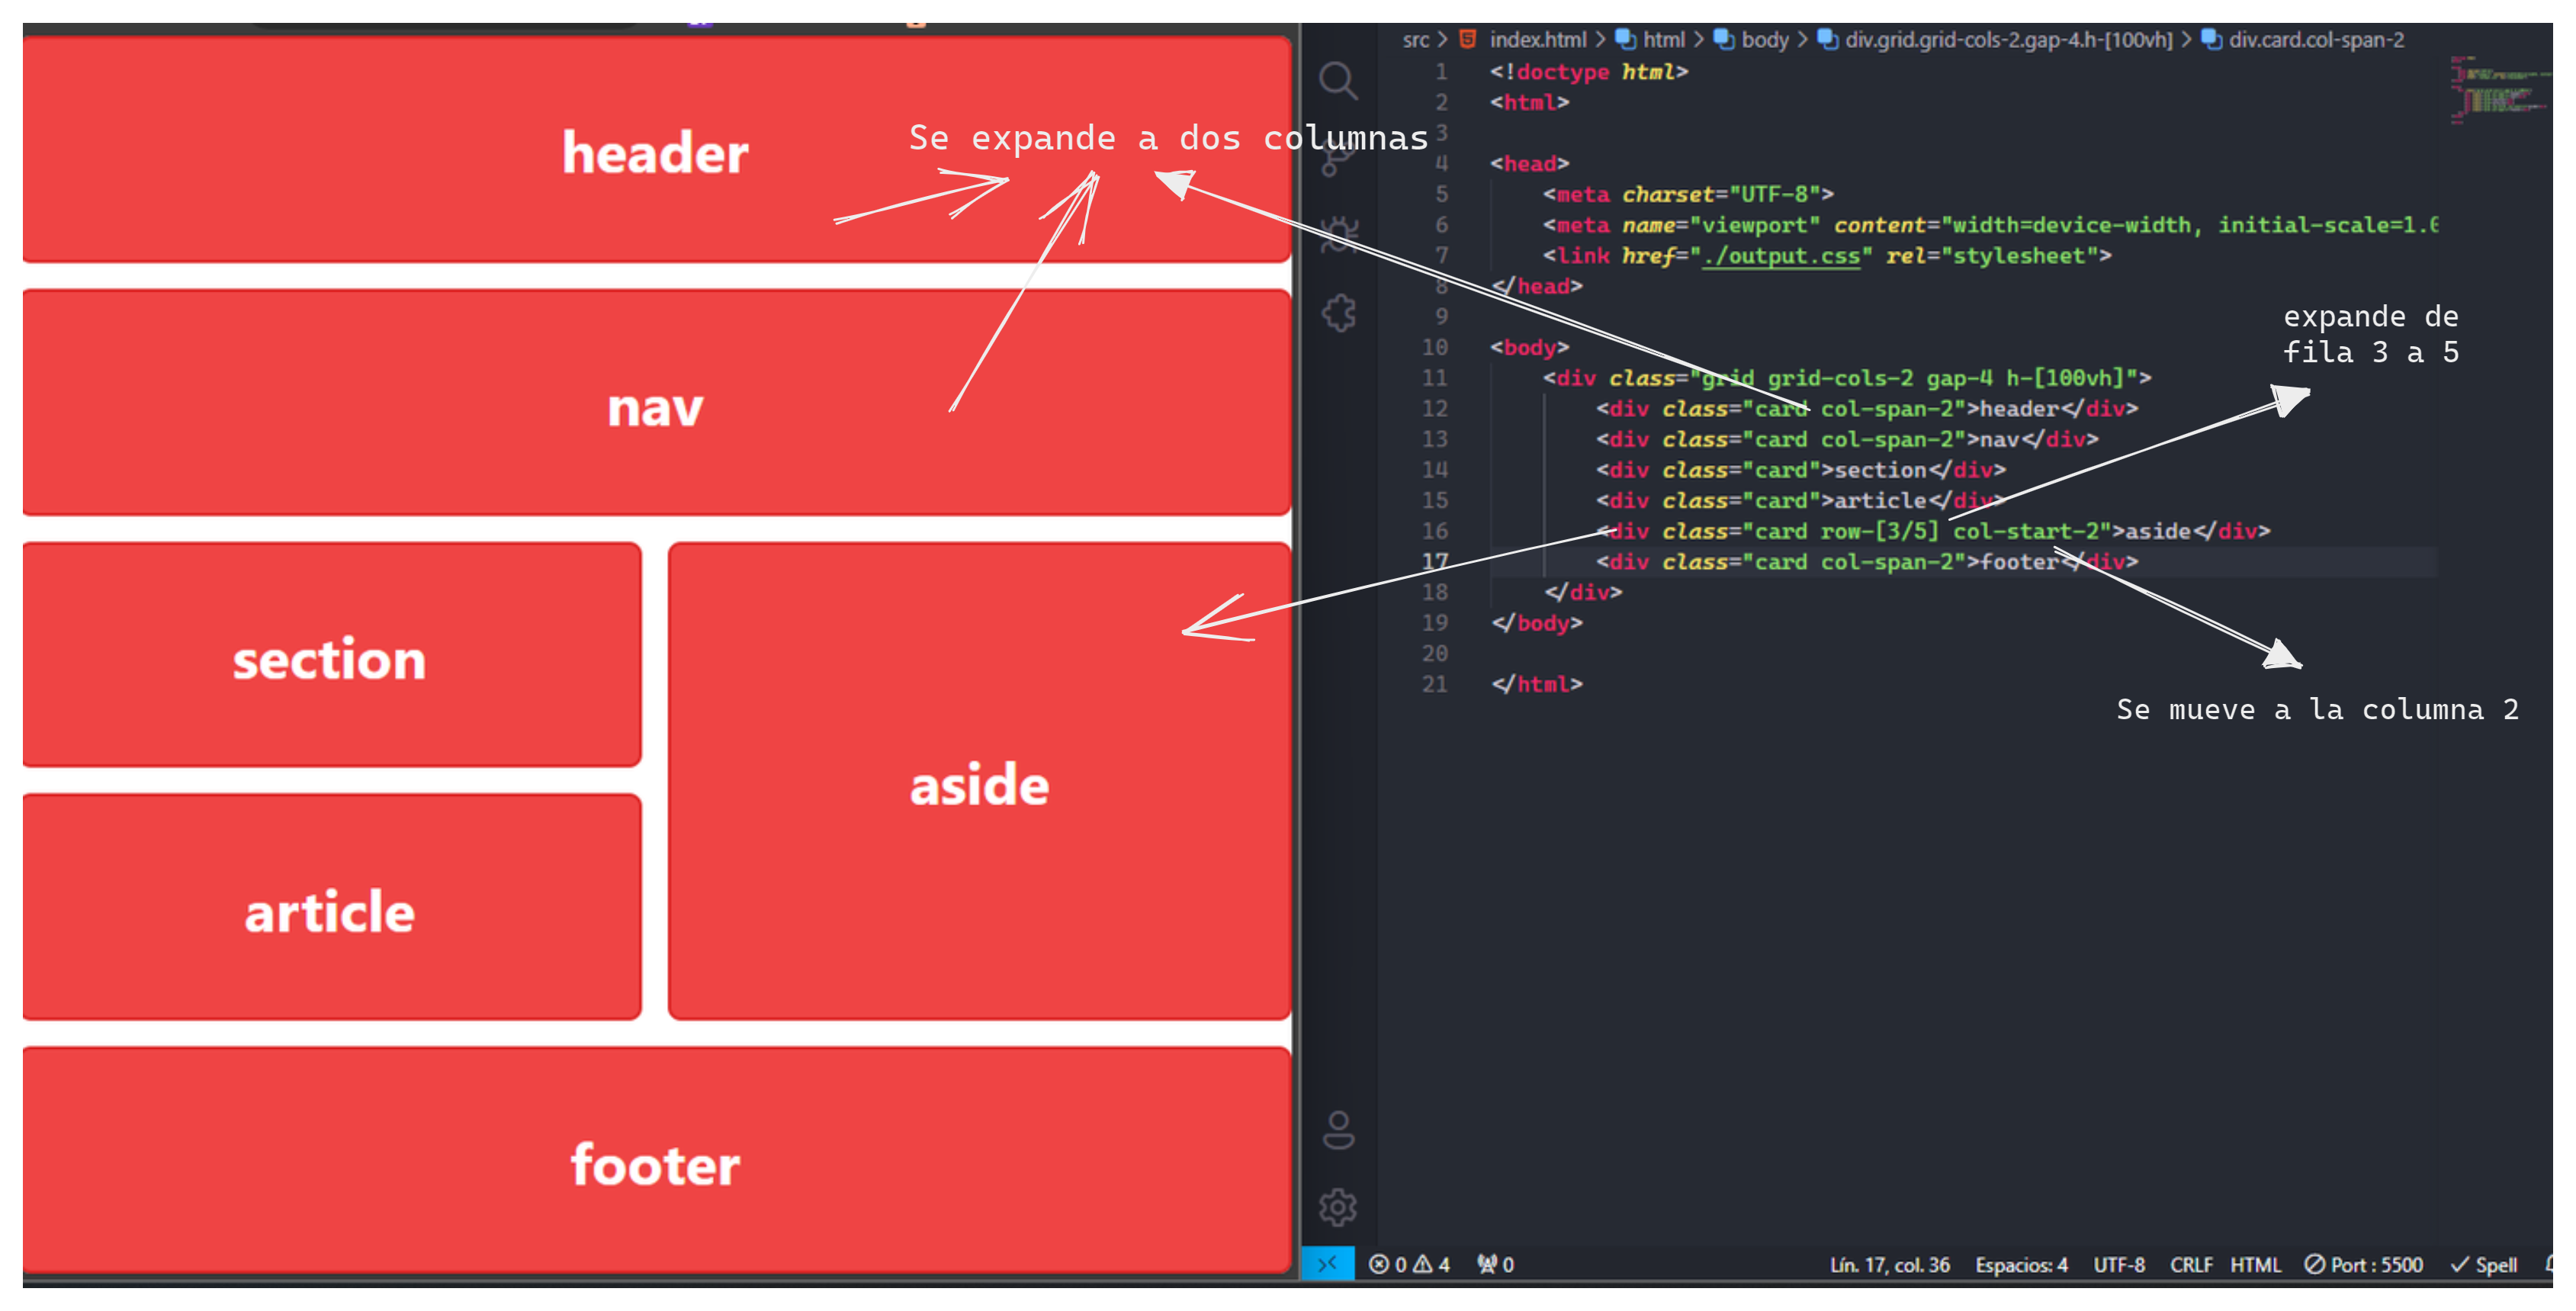 header
Se expande a dos columnas
nav
section
aside
article
footer
src > index.html > html > body > div.grid.grid-cols-2.gap-4.h-[100vh] > div.card.col-span-2
1 <!doctype html>
2 <html>
3
4 <head>
5 <meta charset="UTF-8">
6 <meta name="viewport" content="width=device-width, initial-scale=1.0
7 <link href="./output.css" rel="stylesheet">
8 </head>
9
10 <body>
11 <div class="grid grid-cols-2 gap-4 h-[100vh]">
12 <div class="card col-span-2">header</div>
13 <div class="card col-span-2">nav</div>
14 <div class="card">section</div>
15 <div class="card">article</div>
16 <div class="card row-[3/5] col-start-2">aside</div>
17 <div class="card col-span-2">footer</div>
18 </div>
19 </body>
20
21 </html>
expande de
fila 3 a 5
Se mueve a la columna 2
0 4 0 Lín. 17, col. 36 Espacios: 4 UTF-8 CRLF HTML Port : 5500 Spell